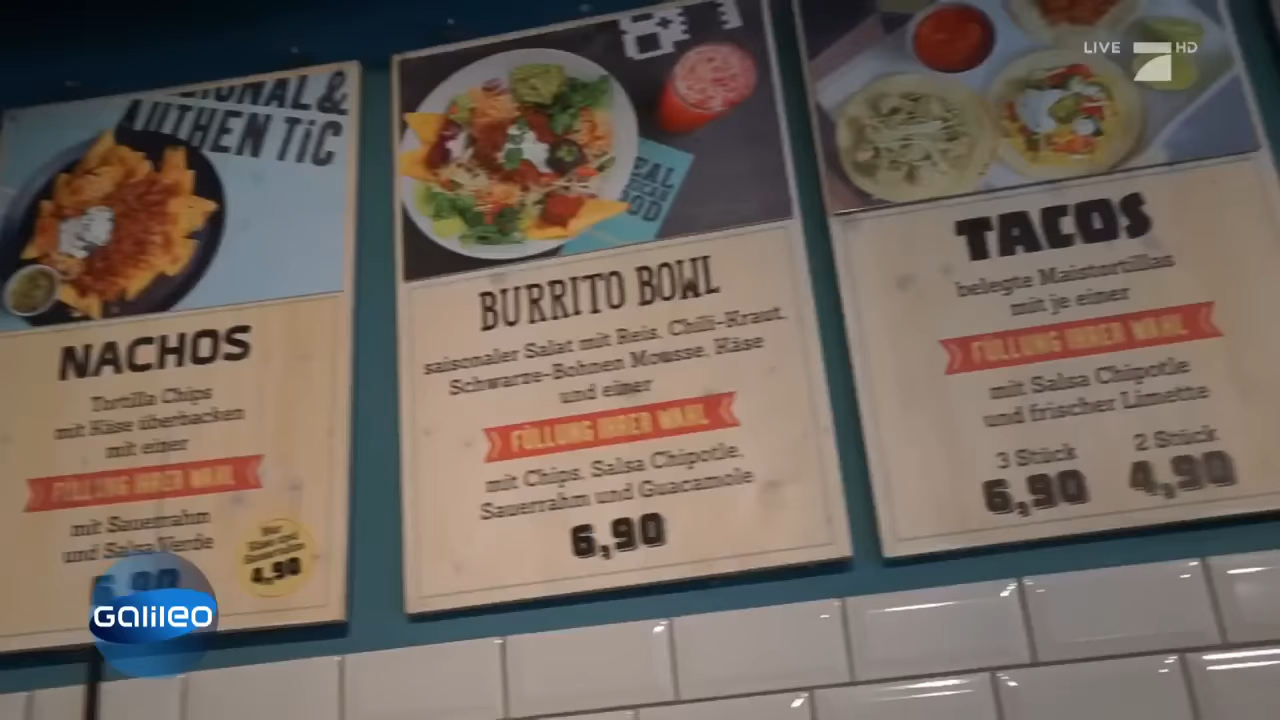 LIVE HD
& AUTHENTIC
NACHOS
Tortilla Chips
mit Käse überbacken
mit einer
FÜLLUNG IHRER WAHL
mit Sauerrahm
und Salsa Verde
6,90
4,90
BURRITO BOWL
saisonaler Salat mit Reis, Chili-Kraut,
Schwarze-Bohnen Mousse, Käse
und einer
FÜLLUNG IHRER WAHL
mit Chips, Salsa Chipotle,
Sauerrahm und Guacamole
6,90
TACOS
belegte Maistortillas
mit je einer
FÜLLUNG IHRER WAHL
mit Salsa Chipotle
und frischer Limette
3 Stück 2 Stück
6,90 4,90
Galileo